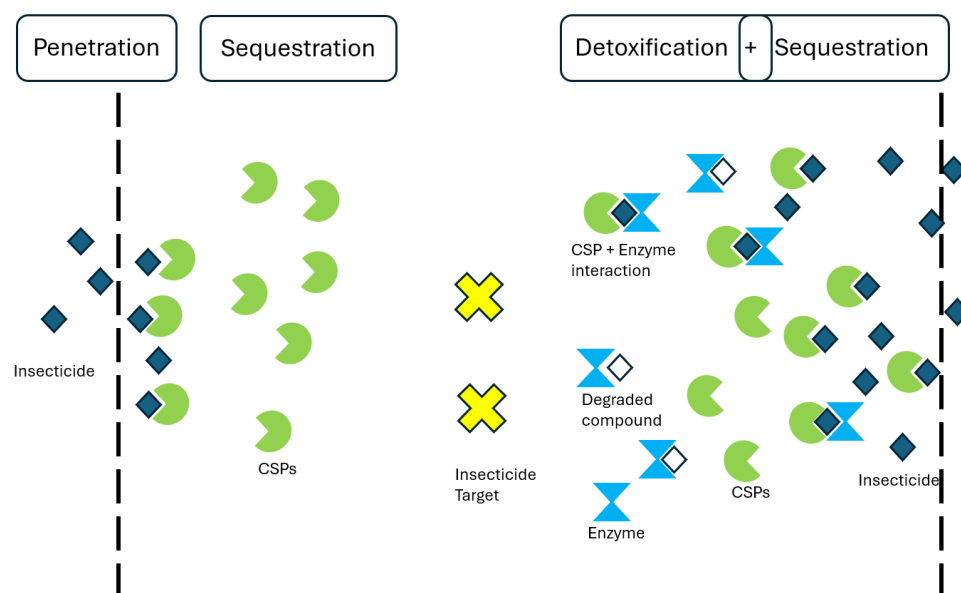 Penetration
Sequestration
Detoxification + Sequestration
CSP + Enzyme
interaction
Insecticide
Degraded
compound
CSPs
Insecticide
Target
CSPs
Insecticide
Enzyme